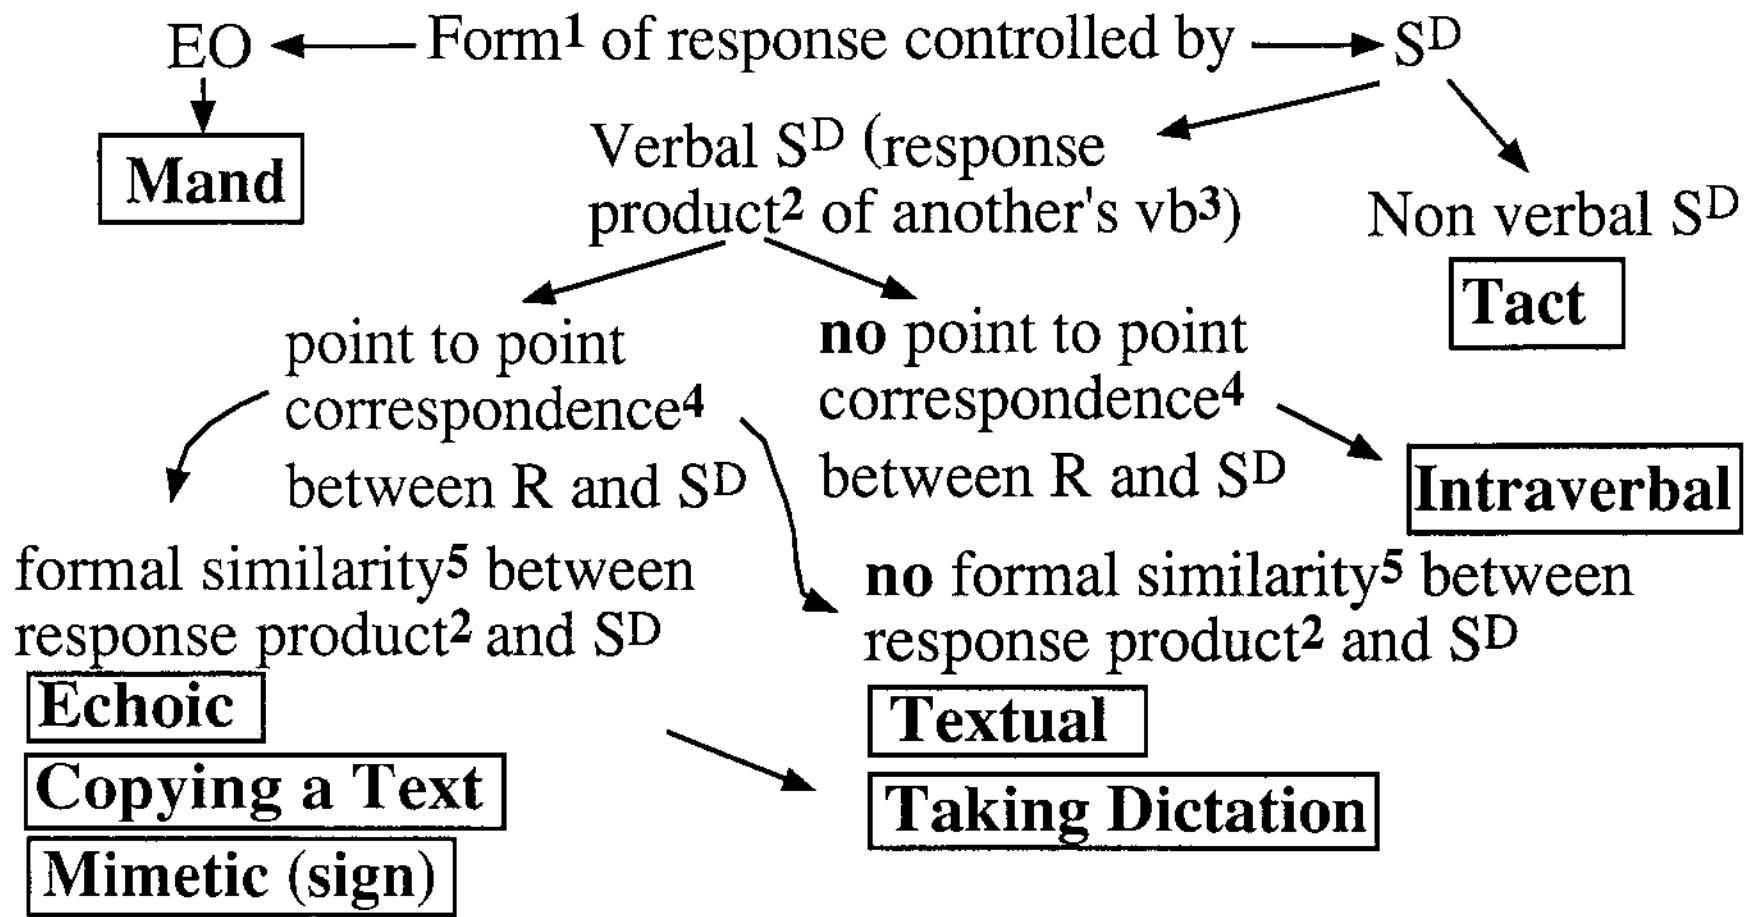 EO
Form1 of response controlled by
SD
Mand
Verbal SD (response
product2 of another's vb3)
Non verbal SD
Tact
point to point
correspondence4
between R and SD
no point to point
correspondence4
between R and SD
Intraverbal
formal similarity5 between
response product2 and SD
Echoic
Copying a Text
Mimetic (sign)
no formal similarity5 between
response product2 and SD
Textual
Taking Dictation